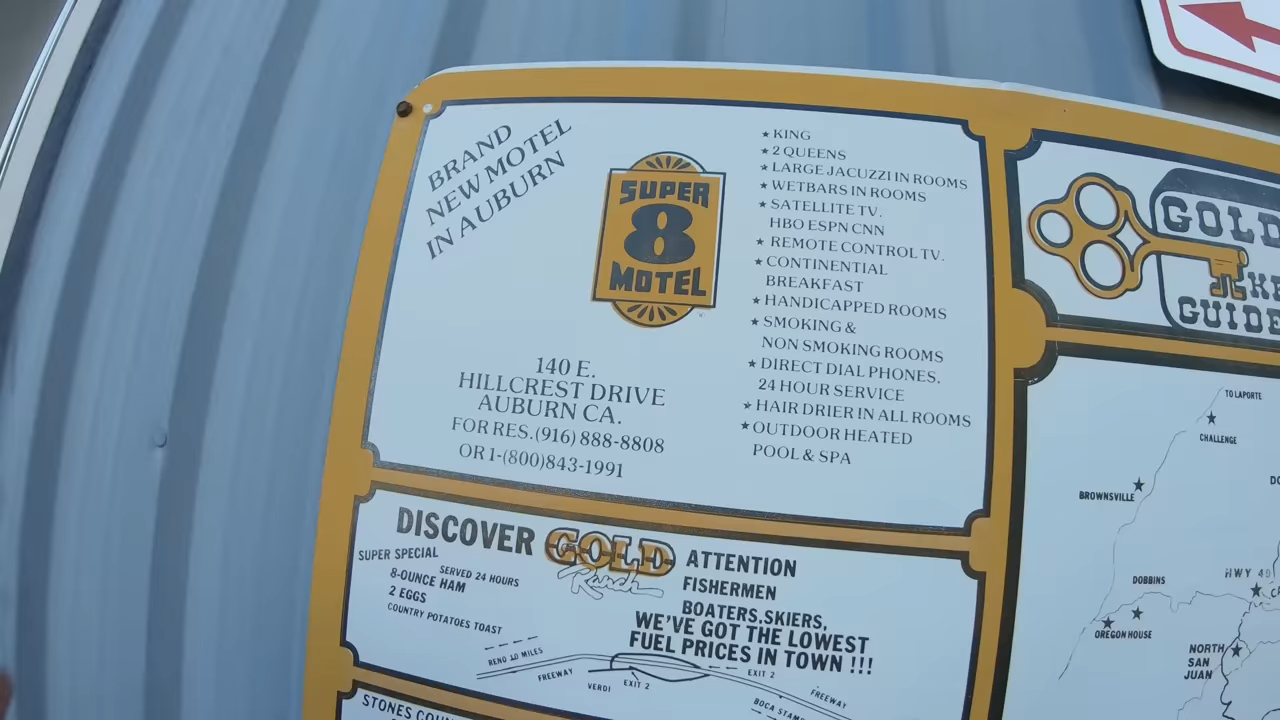 BRAND
NEW MOTEL
IN AUBURN
SUPER
8
MOTEL
140 E.
HILLCREST DRIVE
AUBURN CA.
FOR RES.(916) 888-8808
OR 1-(800)843-1991
★ KING
★ 2 QUEENS
★ LARGE JACUZZI IN ROOMS
★ WETBARS IN ROOMS
★ SATELLITE TV.
HBO ESPN CNN
★ REMOTE CONTROL TV.
★ CONTINENTIAL
BREAKFAST
★ HANDICAPPED ROOMS
★ SMOKING &
NON SMOKING ROOMS
★ DIRECT DIAL PHONES,
24 HOUR SERVICE
★ HAIR DRIER IN ALL ROOMS
★ OUTDOOR HEATED
POOL & SPA
DISCOVER GOLD
Ranch
SUPER SPECIAL
SERVED 24 HOURS
8-OUNCE HAM
2 EGGS
COUNTRY POTATOES TOAST
ATTENTION
FISHERMEN
BOATERS,SKIERS,
WE'VE GOT THE LOWEST
FUEL PRICES IN TOWN !!!
RENO 10 MILES
FREEWAY
VERDI
EXIT 2
EXIT 2
FREEWAY
BOCA
STONES
GOLD
GUIDE
TO LAPORTE
CHALLENGE
BROWNSVILLE
DOBBINS
HWY 49
OREGON HOUSE
NORTH
SAN
JUAN